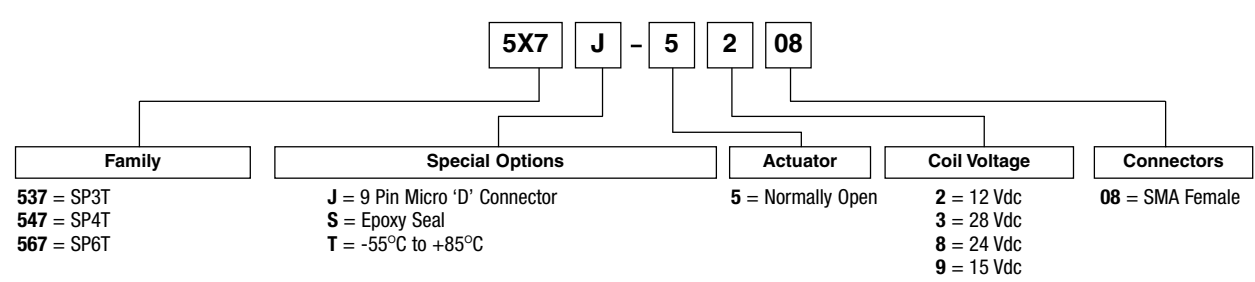 5X7 J – 5 2 08
Family
537 = SP3T
547 = SP4T
567 = SP6T
Special Options
J = 9 Pin Micro ‘D’ Connector
S = Epoxy Seal
T = -55°C to +85°C
Actuator
5 = Normally Open
Coil Voltage
2 = 12 Vdc
3 = 28 Vdc
8 = 24 Vdc
9 = 15 Vdc
Connectors
08 = SMA Female